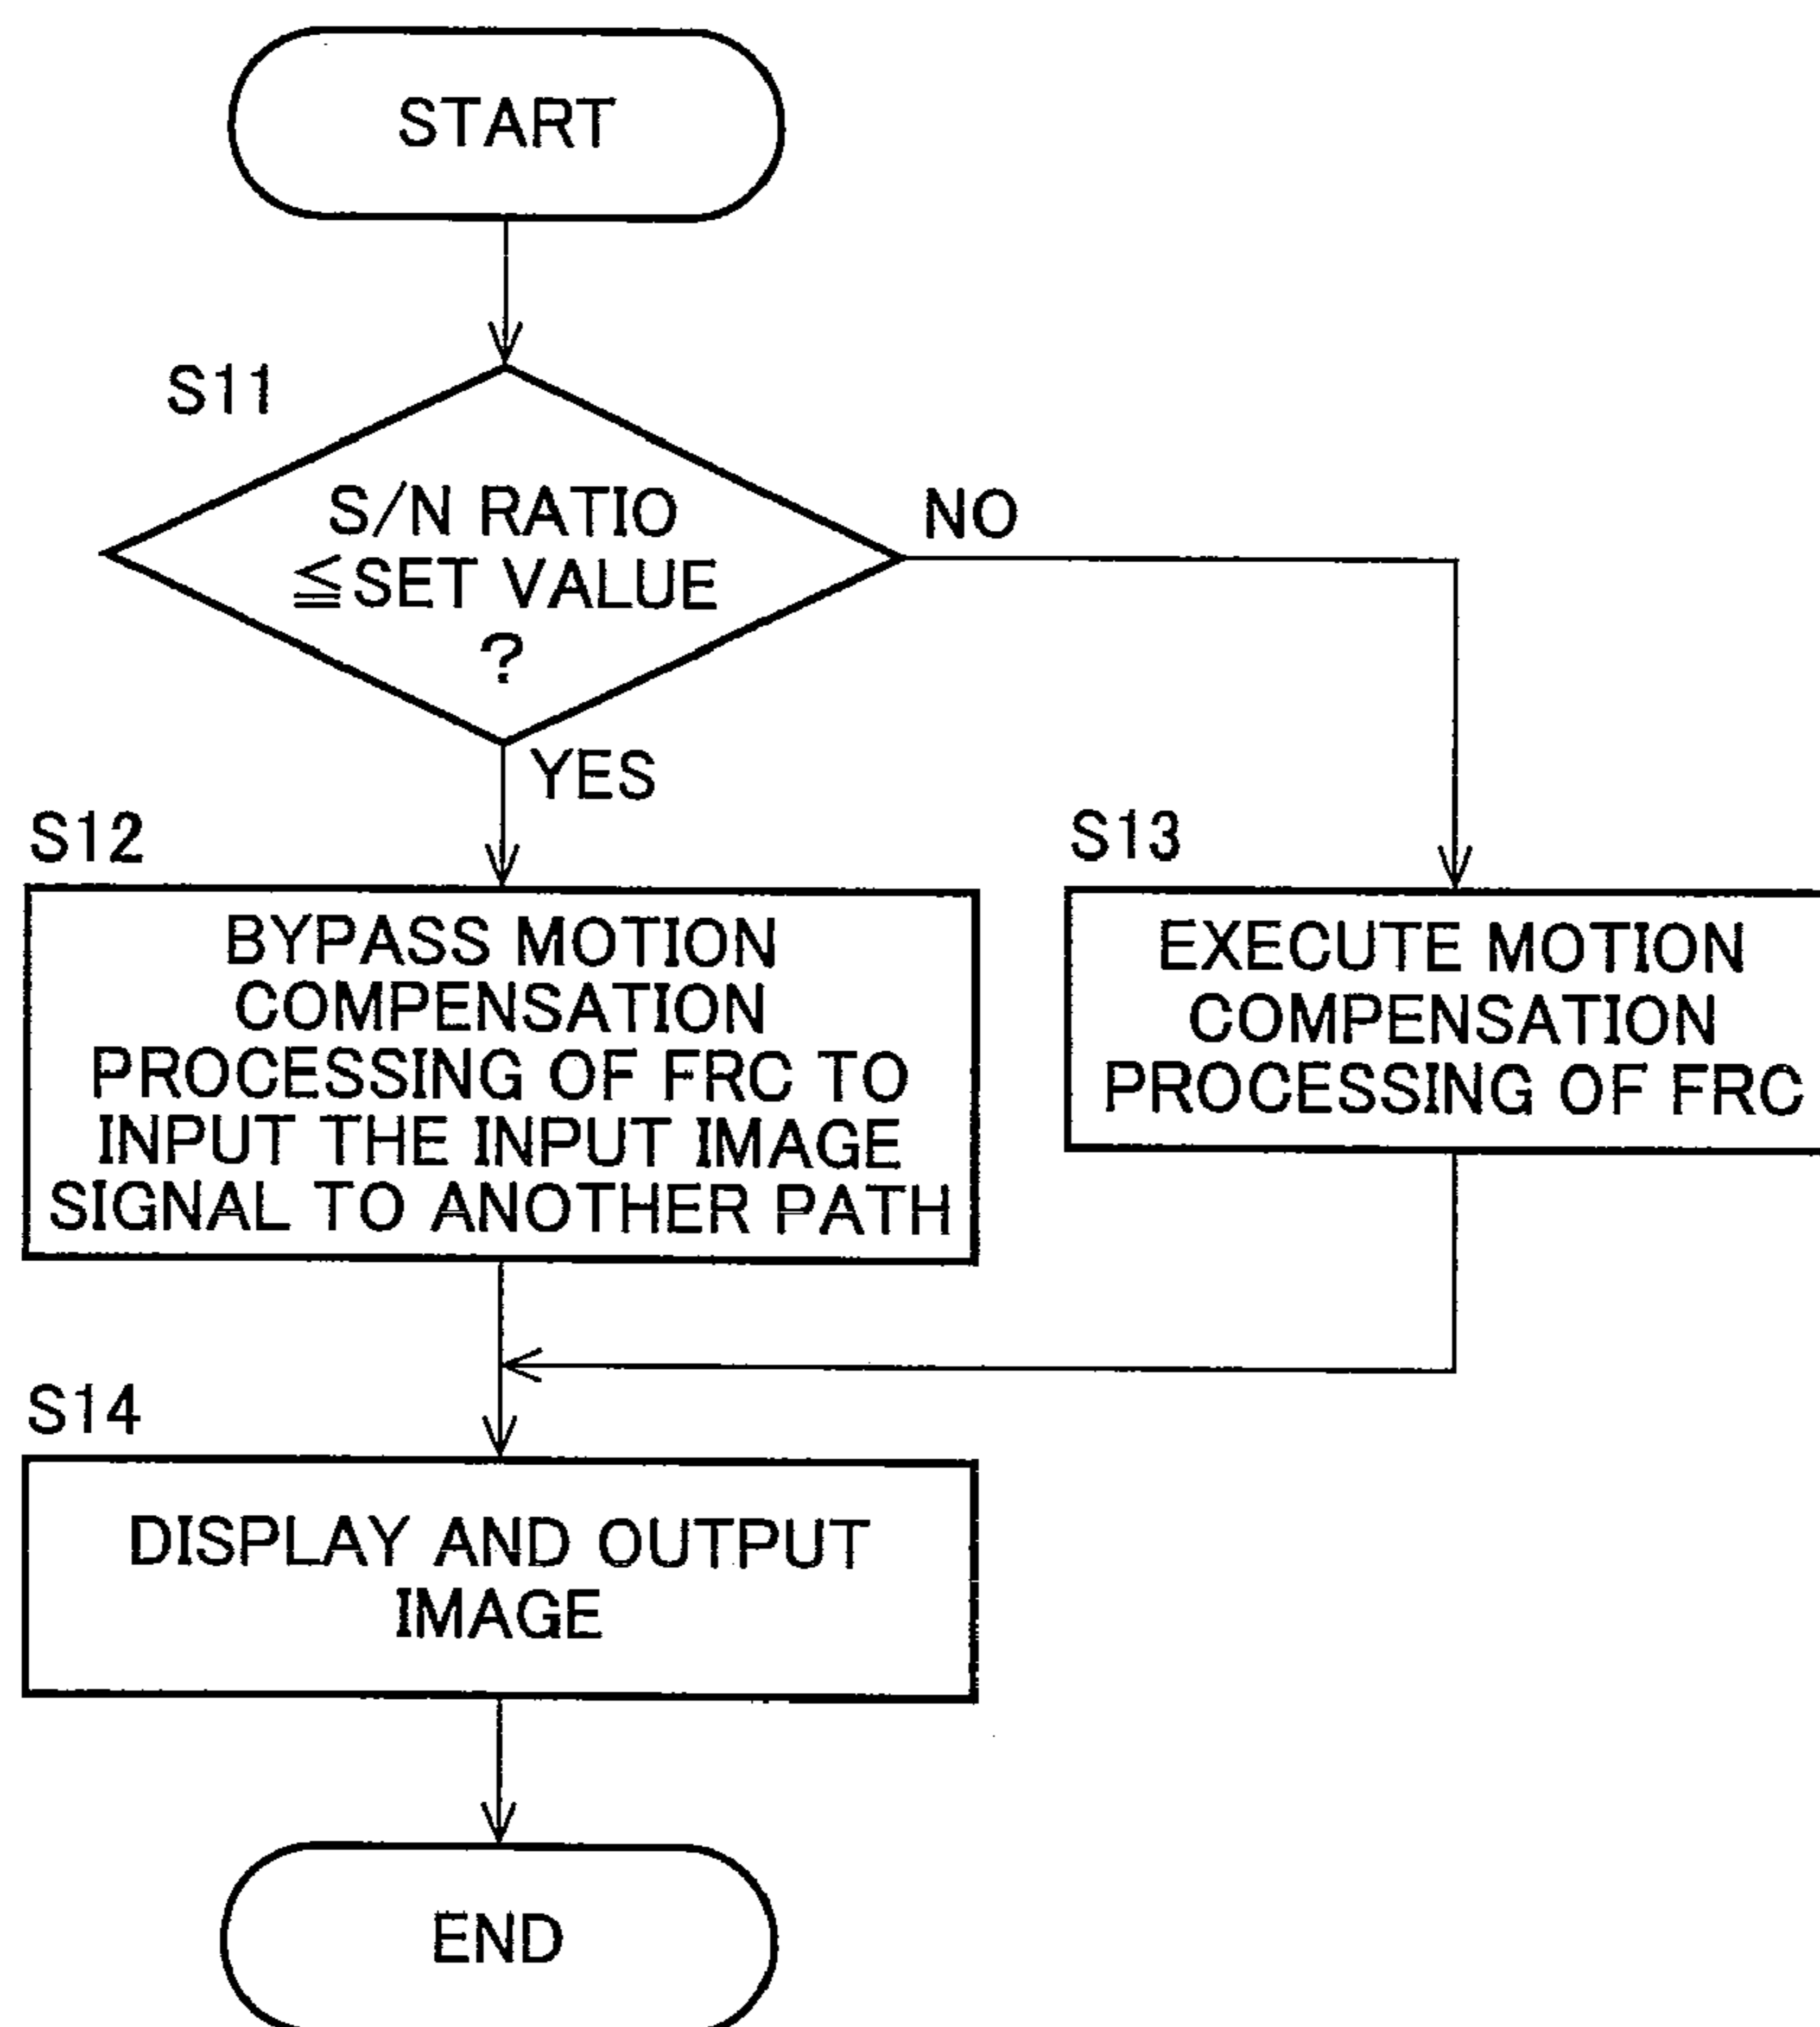 START
S11
S/N RATIO
≦SET VALUE
?
NO
YES
S12
BYPASS MOTION
COMPENSATION
PROCESSING OF FRC TO
INPUT THE INPUT IMAGE
SIGNAL TO ANOTHER PATH
S13
EXECUTE MOTION
COMPENSATION
PROCESSING OF FRC
S14
DISPLAY AND OUTPUT
IMAGE
END